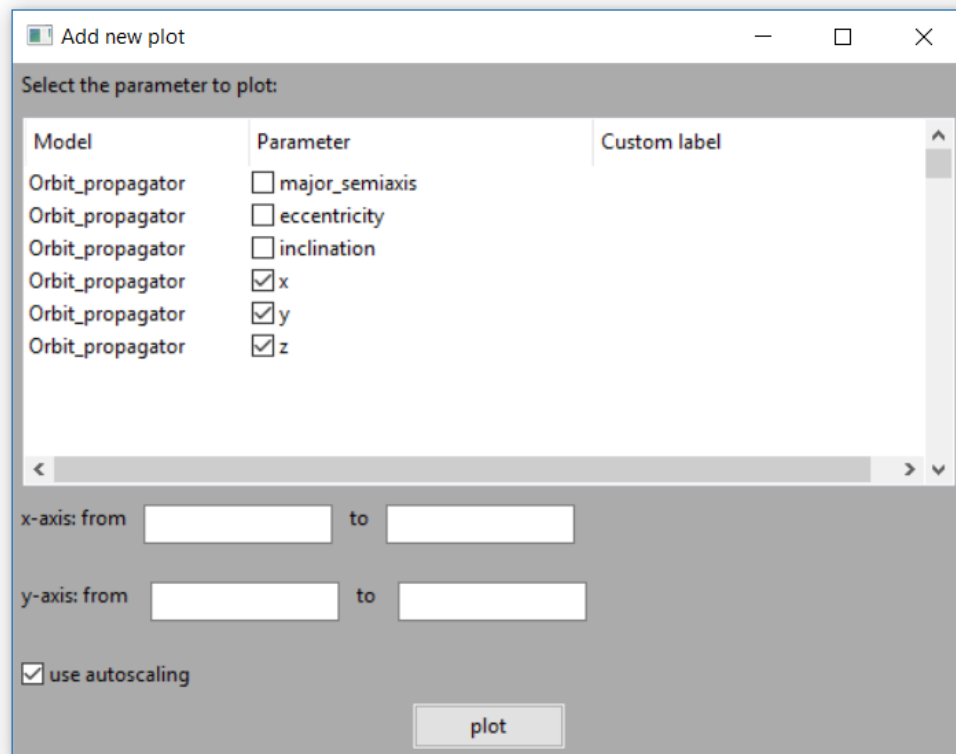 Add new plot
Select the parameter to plot:
Model Parameter Custom label
Orbit_propagator major_semiaxis
Orbit_propagator eccentricity
Orbit_propagator inclination
Orbit_propagator x
Orbit_propagator y
Orbit_propagator z
x-axis: from to
y-axis: from to
use autoscaling
plot